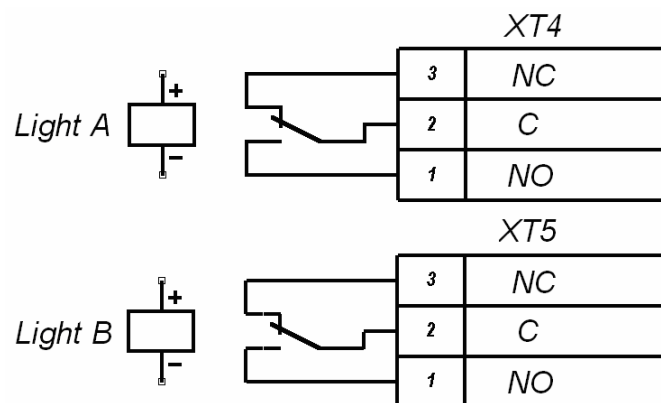 XT4
3 NC
Light A + 2 C
− 1 NO
XT5
3 NC
+
Light B 2 C
− 1 NO